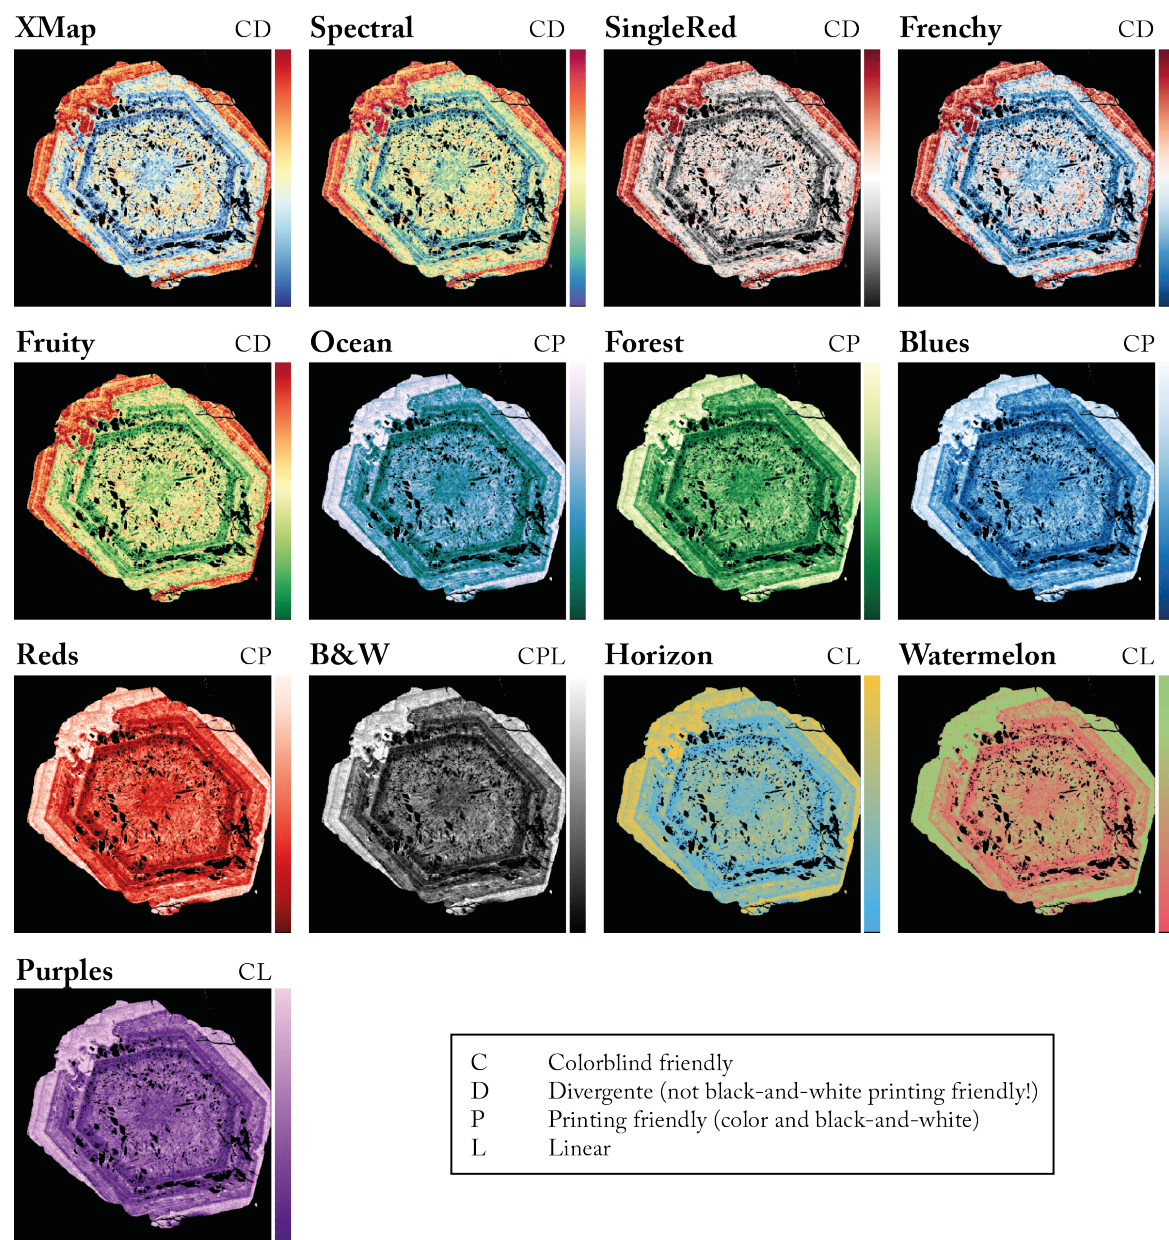 XMap CD Spectral CD SingleRed CD Frenchy CD
Fruity CD Ocean CP Forest CP Blues CP
Reds CP B&W CPL Horizon CL Watermelon CL
Purples CL
C Colorblind friendly
D Divergente (not black-and-white printing friendly!)
P Printing friendly (color and black-and-white)
L Linear